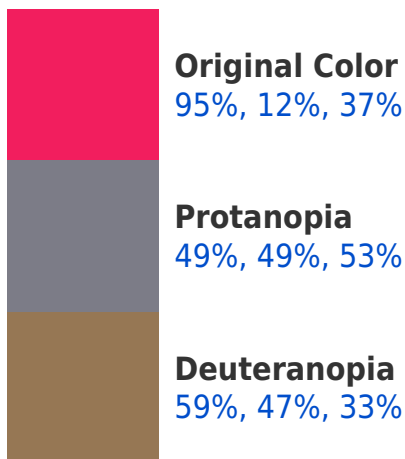 Original Color
95%, 12%, 37%
Protanopia
49%, 49%, 53%
Deuteranopia
59%, 47%, 33%